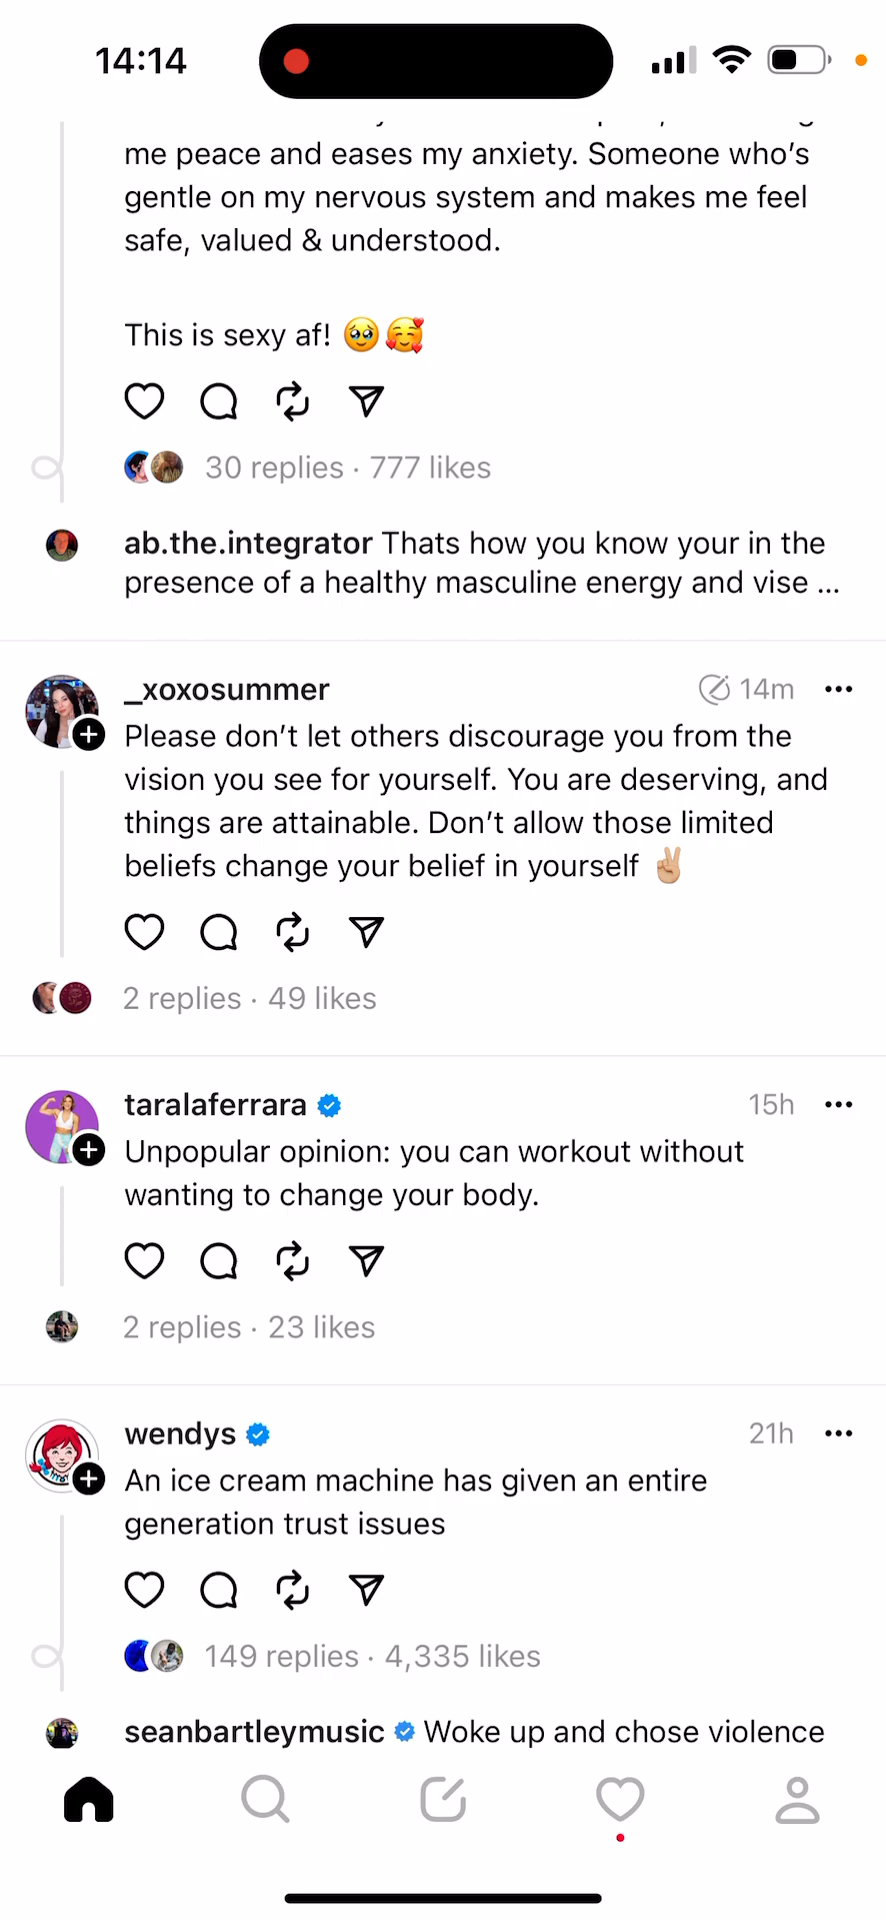 14:14
me peace and eases my anxiety. Someone who’s
gentle on my nervous system and makes me feel
safe, valued & understood.
This is sexy af! 🥹🥰
30 replies · 777 likes
ab.the.integrator Thats how you know your in the
presence of a healthy masculine energy and vise ...
_xoxosummer 14m
Please don’t let others discourage you from the
vision you see for yourself. You are deserving, and
things are attainable. Don’t allow those limited
beliefs change your belief in yourself ✌🏼
2 replies · 49 likes
taralaferrara 15h
Unpopular opinion: you can workout without
wanting to change your body.
2 replies · 23 likes
wendys 21h
An ice cream machine has given an entire
generation trust issues
149 replies · 4,335 likes
seanbartleymusic Woke up and chose violence